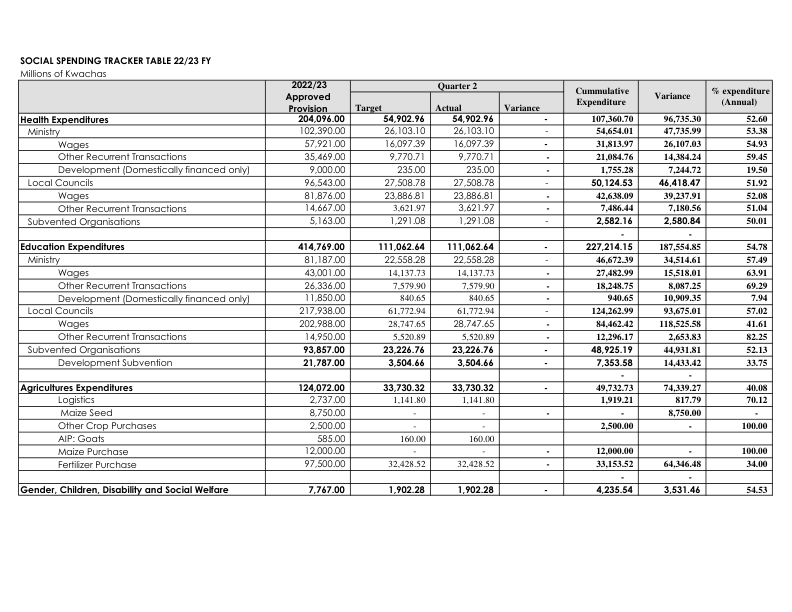 SOCIAL SPENDING TRACKER TABLE 22/23 FY
Millions of Kwachas
2022/23 Approved Provision Quarter 2 Cummulative Expenditure Variance % expenditure (Annual)
Target Actual Variance
Health Expenditures 204,096.00 54,902.96 54,902.96 - 107,360.70 96,735.30 52.60
Ministry 102,390.00 26,103.10 26,103.10 - 54,654.01 47,735.99 53.38
Wages 57,921.00 16,097.39 16,097.39 - 31,813.97 26,107.03 54.93
Other Recurrent Transactions 35,469.00 9,770.71 9,770.71 - 21,084.76 14,384.24 59.45
Development (Domestically financed only) 9,000.00 235.00 235.00 - 1,755.28 7,244.72 19.50
Local Councils 96,543.00 27,508.78 27,508.78 - 50,124.53 46,418.47 51.92
Wages 81,876.00 23,886.81 23,886.81 - 42,638.09 39,237.91 52.08
Other Recurrent Transactions 14,667.00 3,621.97 3,621.97 - 7,486.44 7,180.56 51.04
Subvented Organisations 5,163.00 1,291.08 1,291.08 - 2,582.16 2,580.84 50.01
- -
Education Expenditures 414,769.00 111,062.64 111,062.64 - 227,214.15 187,554.85 54.78
Ministry 81,187.00 22,558.28 22,558.28 - 46,672.39 34,514.61 57.49
Wages 43,001.00 14,137.73 14,137.73 - 27,482.99 15,518.01 63.91
Other Recurrent Transactions 26,336.00 7,579.90 7,579.90 - 18,248.75 8,087.25 69.29
Development (Domestically financed only) 11,850.00 840.65 840.65 - 940.65 10,909.35 7.94
Local Councils 217,938.00 61,772.94 61,772.94 - 124,262.99 93,675.01 57.02
Wages 202,988.00 28,747.65 28,747.65 - 84,462.42 118,525.58 41.61
Other Recurrent Transactions 14,950.00 5,520.89 5,520.89 - 12,296.17 2,653.83 82.25
Subvented Organisations 93,857.00 23,226.76 23,226.76 - 48,925.19 44,931.81 52.13
Development Subvention 21,787.00 3,504.66 3,504.66 - 7,353.58 14,433.42 33.75
- -
Agricultures Expenditures 124,072.00 33,730.32 33,730.32 - 49,732.73 74,339.27 40.08
Logistics 2,737.00 1,141.80 1,141.80 1,919.21 817.79 70.12
Maize Seed 8,750.00 - - - - 8,750.00 -
Other Crop Purchases 2,500.00 - - 2,500.00 - 100.00
AIP: Goats 585.00 160.00 160.00
Maize Purchase 12,000.00 - - - 12,000.00 - 100.00
Fertilizer Purchase 97,500.00 32,428.52 32,428.52 - 33,153.52 64,346.48 34.00
- -
Gender, Children, Disability and Social Welfare 7,767.00 1,902.28 1,902.28 - 4,235.54 3,531.46 54.53